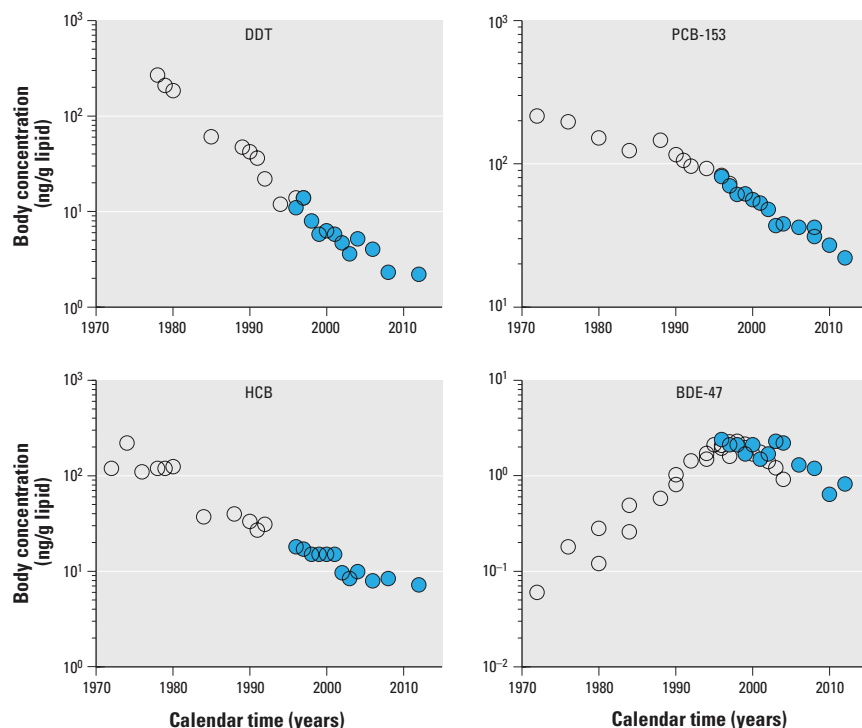 DDT
Body concentration
(ng/g lipid)
10³
10²
10¹
10⁰
1970 1980 1990 2000 2010
PCB-153
10³
10²
10¹
1970 1980 1990 2000 2010
HCB
Body concentration
(ng/g lipid)
10³
10²
10¹
10⁰
1970 1980 1990 2000 2010
Calendar time (years)
BDE-47
10¹
10⁰
10⁻¹
10⁻²
1970 1980 1990 2000 2010
Calendar time (years)